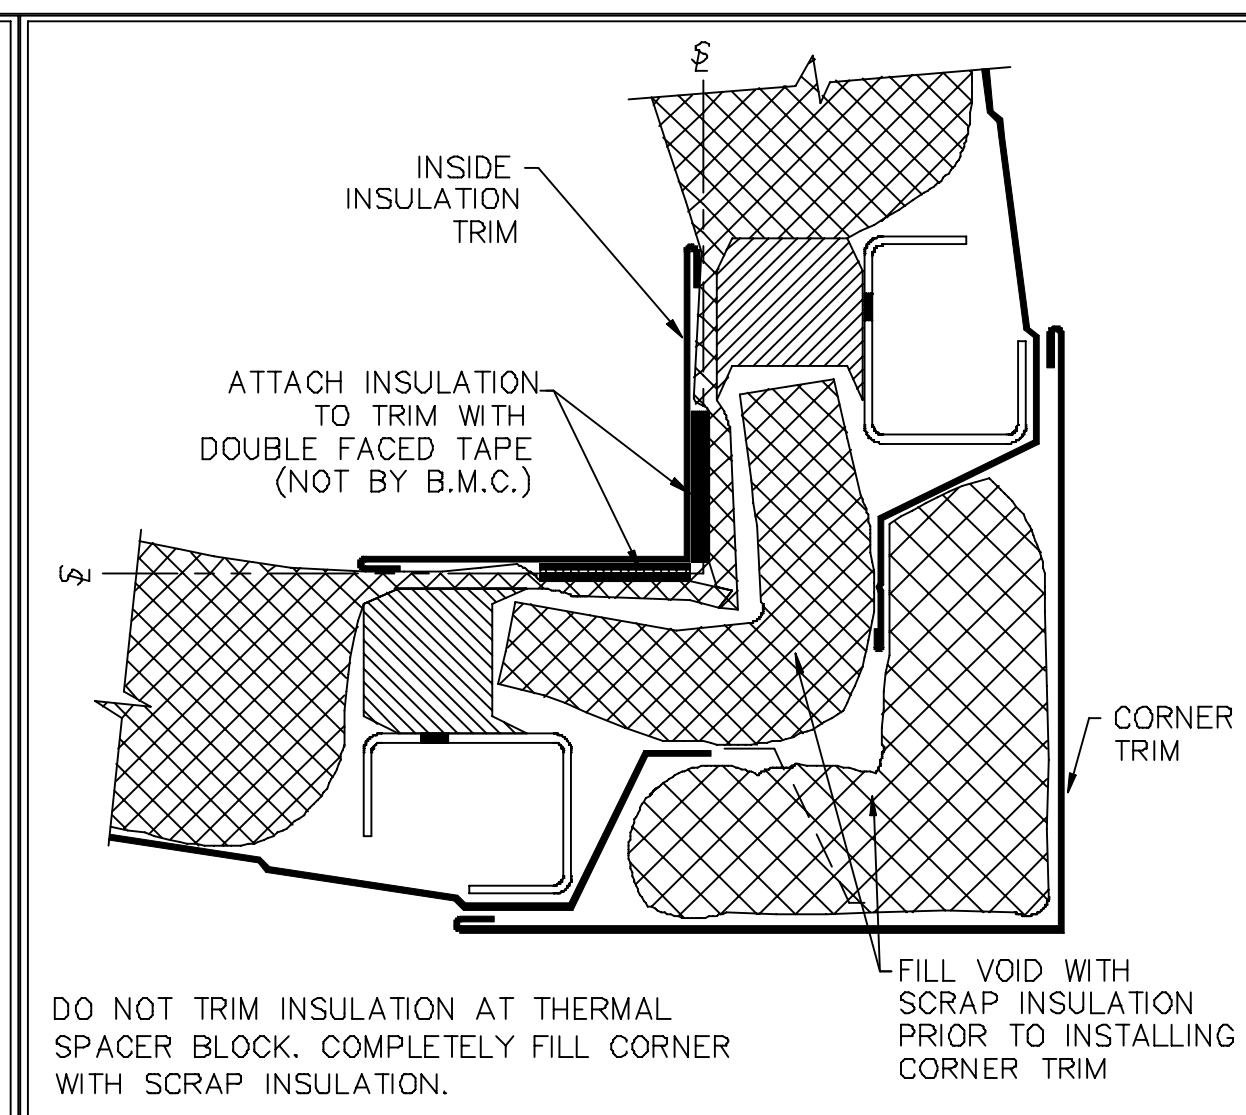 INSIDE
INSULATION
TRIM
ATTACH INSULATION
TO TRIM WITH
DOUBLE FACED TAPE
(NOT BY B.M.C.)
CORNER
TRIM
FILL VOID WITH
SCRAP INSULATION
PRIOR TO INSTALLING
CORNER TRIM
DO NOT TRIM INSULATION AT THERMAL
SPACER BLOCK. COMPLETELY FILL CORNER
WITH SCRAP INSULATION.